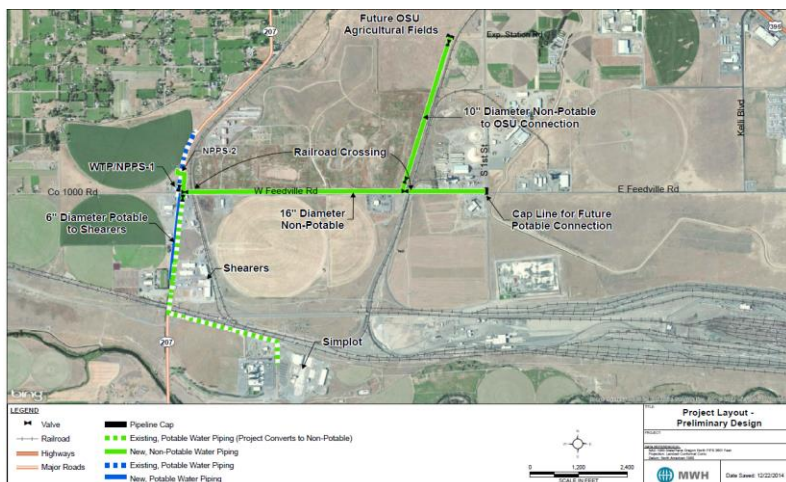 Future OSU
Agricultural Fields
207
Exp. Station Rd
395
10" Diameter Non-Potable
to OSU Connection
Kelli Blvd
NPPS-2
WTP/NPPS-1
Railroad Crossing
S 1st St
Co 1000 Rd
W Feedville Rd
E Feedville Rd
6" Diameter Potable
to Shearers
16" Diameter
Non-Potable
Cap Line for Future
Potable Connection
Shearers
Simplot
207
bing
LEGEND
Valve
Railroad
Highways
Major Roads
Pipeline Cap
Existing, Potable Water Piping (Project Converts to Non-Potable)
New, Non-Potable Water Piping
Existing, Potable Water Piping
New, Potable Water Piping
0 1,200 2,400
SCALE IN FEET
TITLE
Project Layout -
Preliminary Design
PROJECT
MWH
Date Saved: 12/22/2014